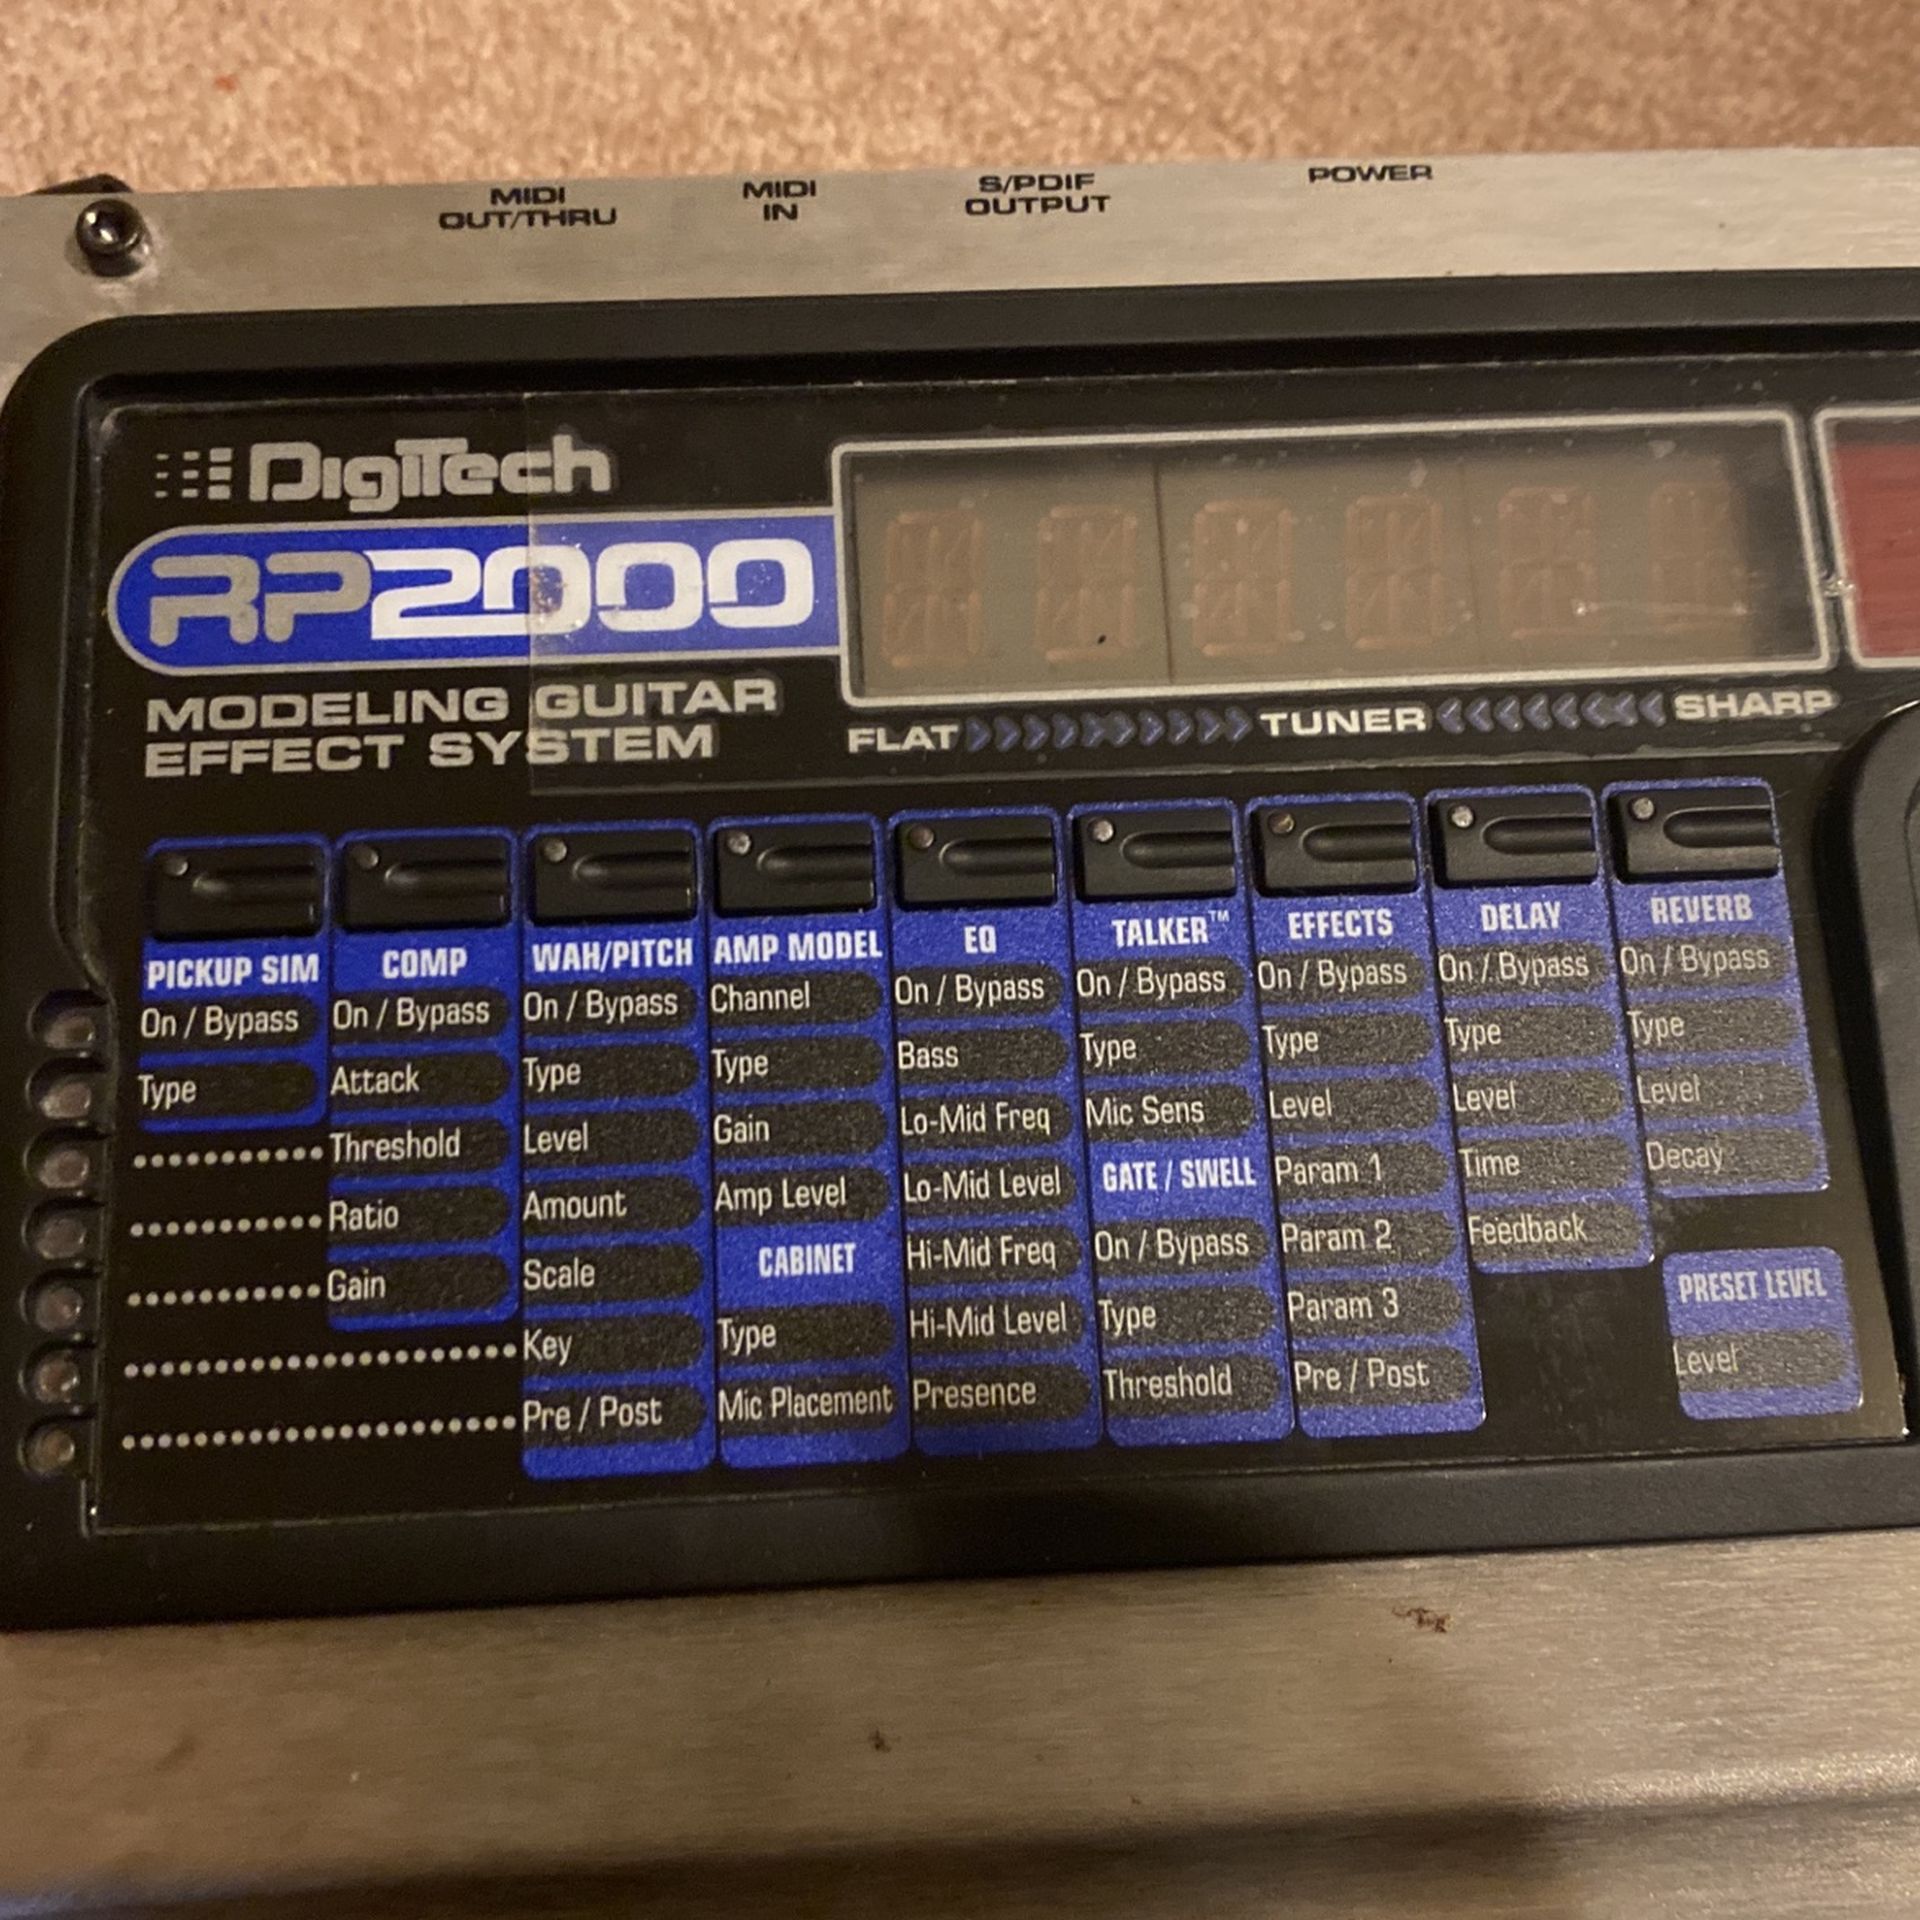 MIDI
OUT/THRU
MIDI
IN
S/PDIF
OUTPUT
POWER
DigiTech
RP2000
MODELING GUITAR
EFFECT SYSTEM
FLAT TUNER SHARP
PICKUP SIM
On / Bypass
Type
COMP
On / Bypass
Attack
Threshold
Ratio
Gain
WAH/PITCH
On / Bypass
Type
Level
Amount
Scale
Key
Pre / Post
AMP MODEL
Channel
Type
Gain
Amp Level
CABINET
Type
Mic Placement
EQ
On / Bypass
Bass
Lo-Mid Freq
Lo-Mid Level
Hi-Mid Freq
Hi-Mid Level
Presence
TALKER™
On / Bypass
Type
Mic Sens
GATE / SWELL
On / Bypass
Type
Threshold
EFFECTS
On / Bypass
Type
Level
Param 1
Param 2
Param 3
Pre / Post
DELAY
On / Bypass
Type
Level
Time
Feedback
REVERB
On / Bypass
Type
Level
Decay
PRESET LEVEL
Level